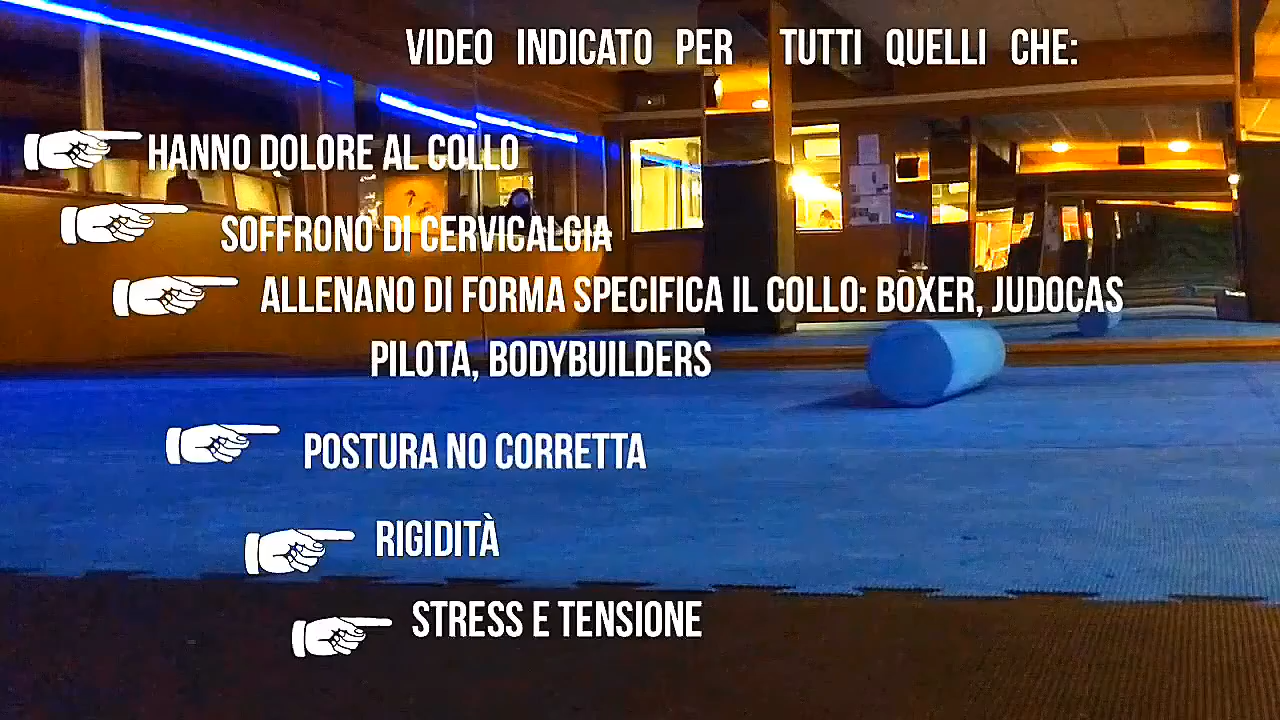 VIDEO INDICATO PER TUTTI QUELLI CHE:
HANNO DOLORE AL COLLO
SOFFRONO DI CERVICALGIA
ALLENANO DI FORMA SPECIFICA IL COLLO: BOXER, JUDOCAS
PILOTA, BODYBUILDERS
POSTURA NO CORRETTA
RIGIDITÀ
STRESS E TENSIONE